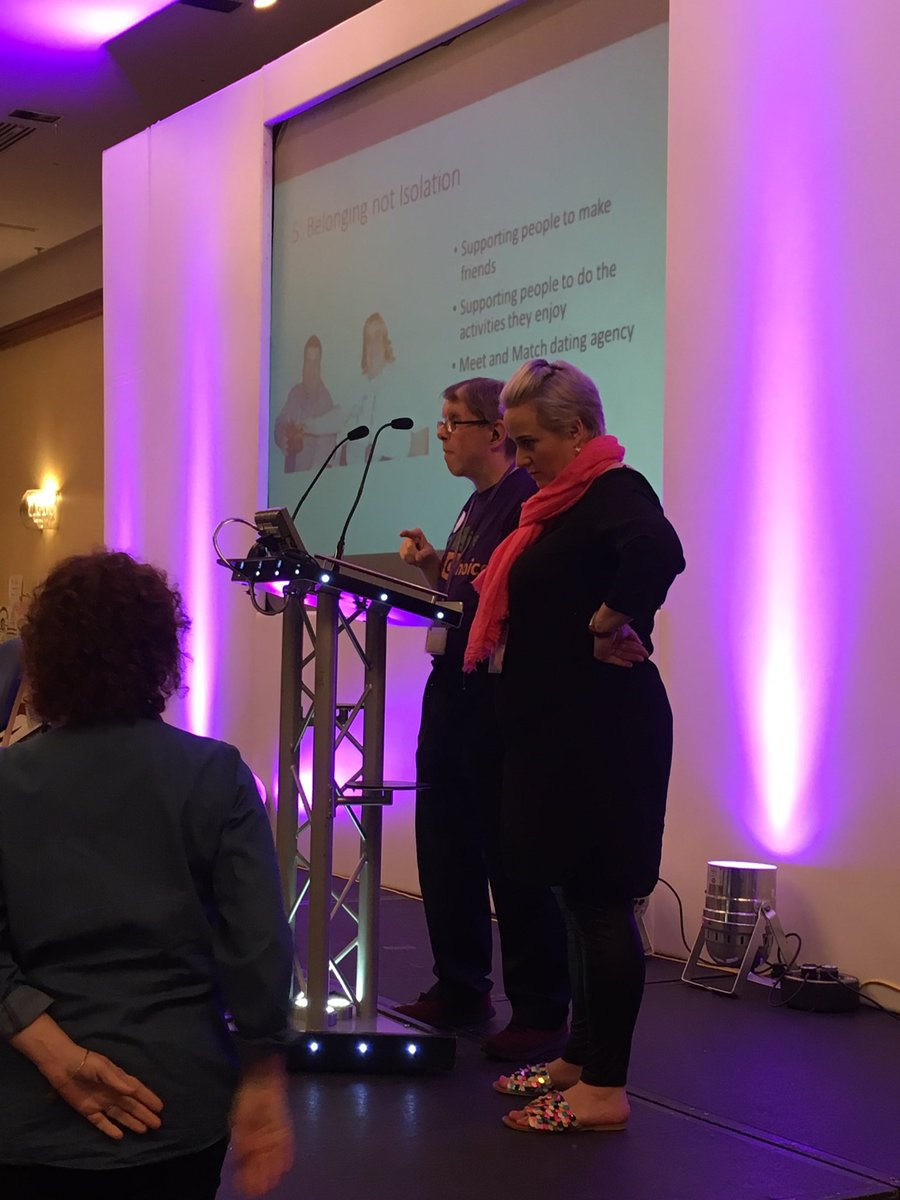 5. Belonging not Isolation
• Supporting people to make
friends
• Supporting people to do the
activities they enjoy
• Meet and Match dating agency